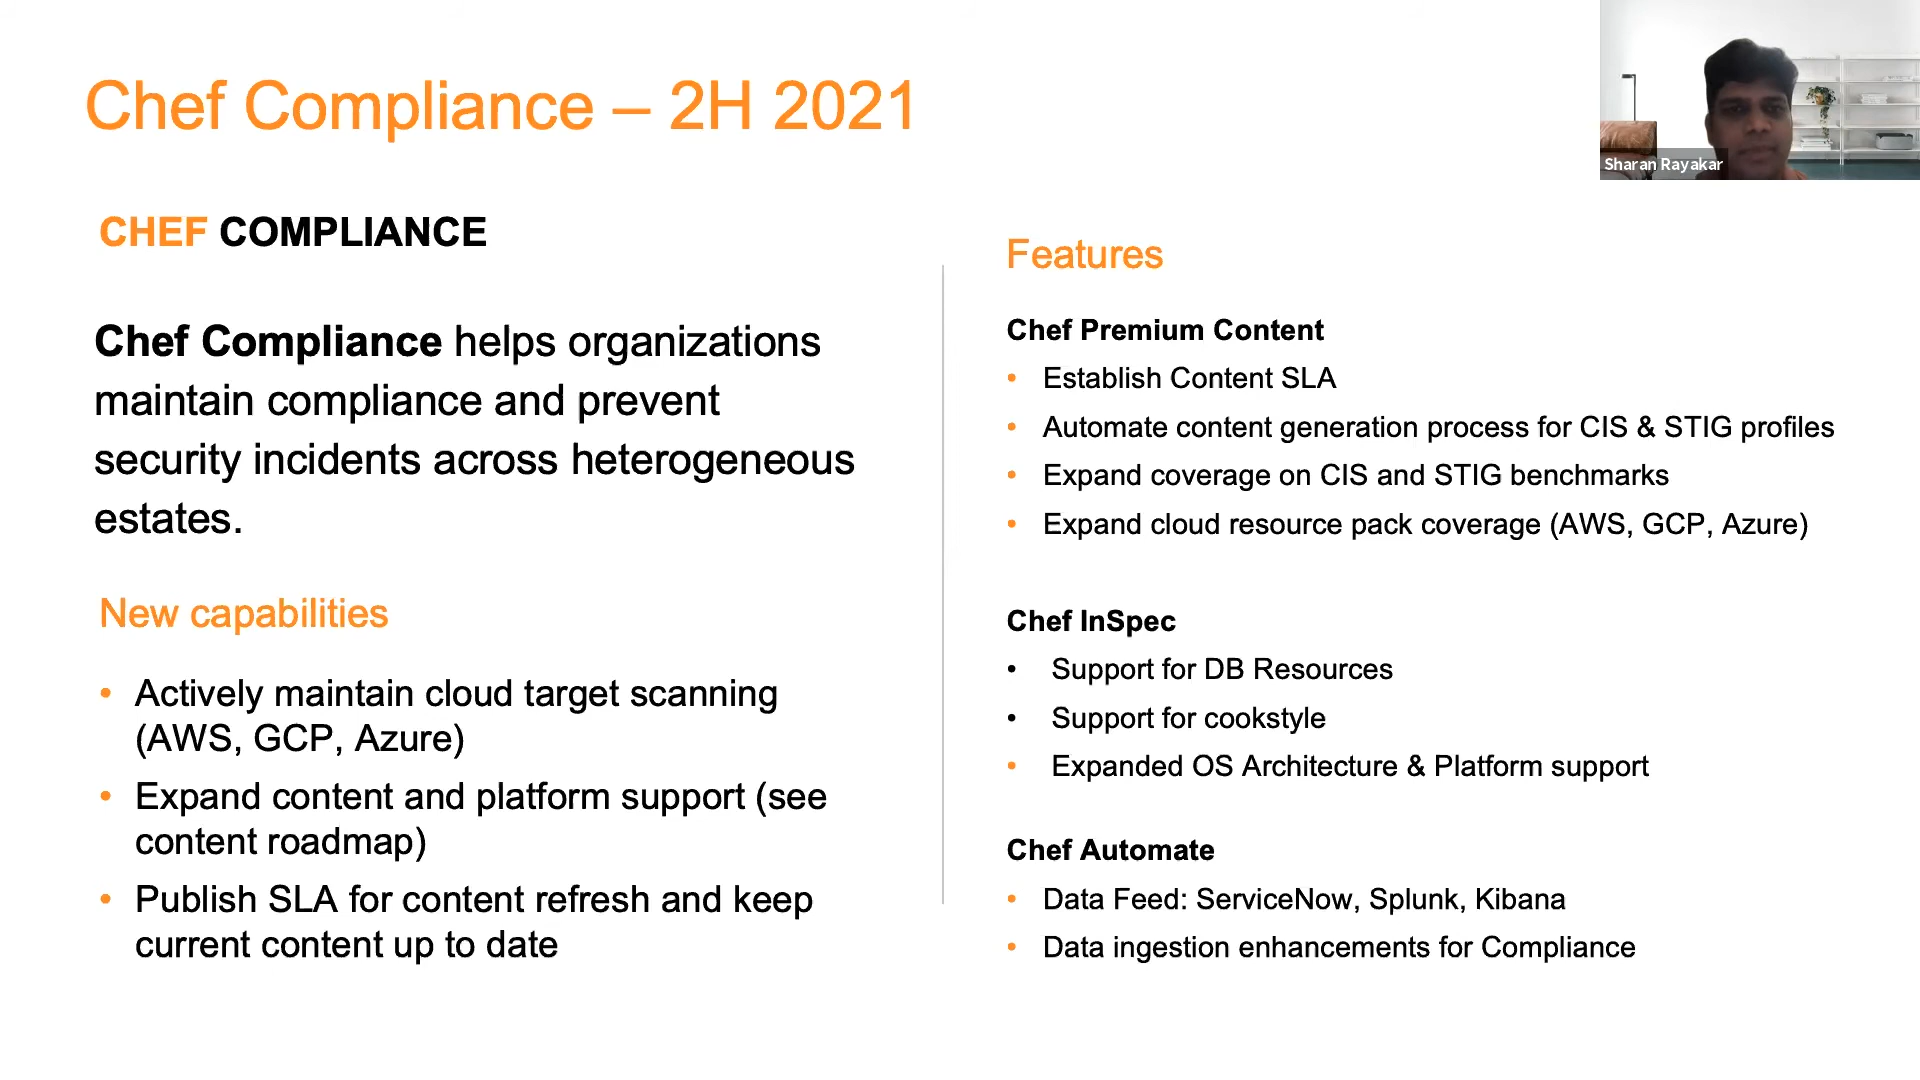 Chef Compliance – 2H 2021
Sharan Rayakar
CHEF COMPLIANCE
Chef Compliance helps organizations
maintain compliance and prevent
security incidents across heterogeneous
estates.
New capabilities
• Actively maintain cloud target scanning
(AWS, GCP, Azure)
• Expand content and platform support (see
content roadmap)
• Publish SLA for content refresh and keep
current content up to date
Features
Chef Premium Content
• Establish Content SLA
• Automate content generation process for CIS & STIG profiles
• Expand coverage on CIS and STIG benchmarks
• Expand cloud resource pack coverage (AWS, GCP, Azure)
Chef InSpec
• Support for DB Resources
• Support for cookstyle
• Expanded OS Architecture & Platform support
Chef Automate
• Data Feed: ServiceNow, Splunk, Kibana
• Data ingestion enhancements for Compliance